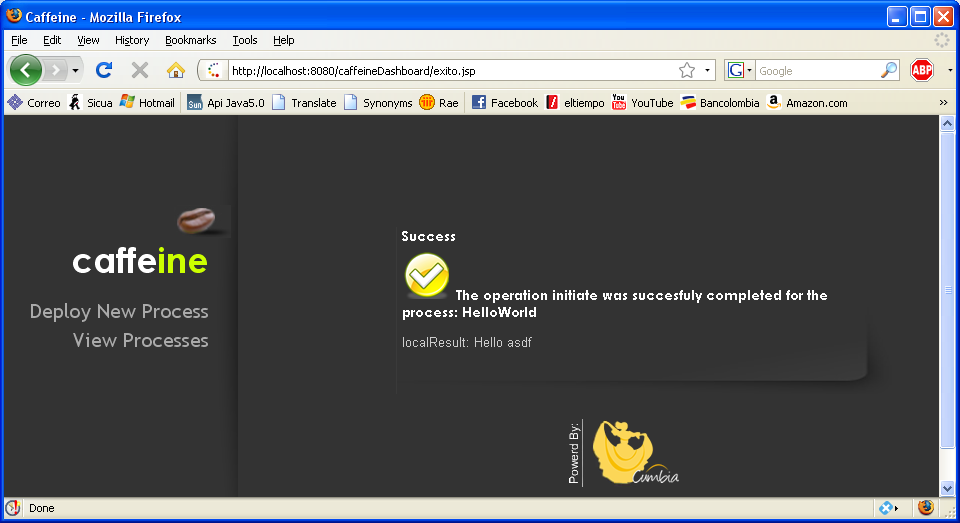 Caffeine - Mozilla Firefox
File Edit View History Bookmarks Tools Help
http://localhost:8080/caffeineDashboard/exito.jsp
G Google
ABP
Correo Sicua Hotmail Sun Api Java5.0 Translate Synonyms Rae Facebook eltiempo You Tube YouTube Bancolombia a Amazon.com »
caffeine
Deploy New Process
View Processes
Success
The operation initiate was succesfuly completed for the
process: HelloWorld
localResult: Hello asdf
Powerd By:
Cumbia
Done